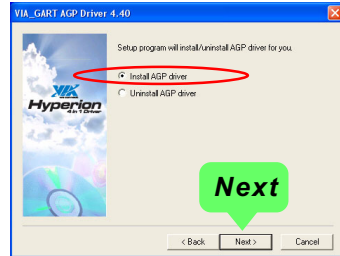 VIA_GART AGP Driver 4.40
Setup program will install/uninstall AGP driver for you.
Install AGP driver
Uninstall AGP driver
VIA
Hyperion
4 in 1 Driver
Next
< Back
Next >
Cancel